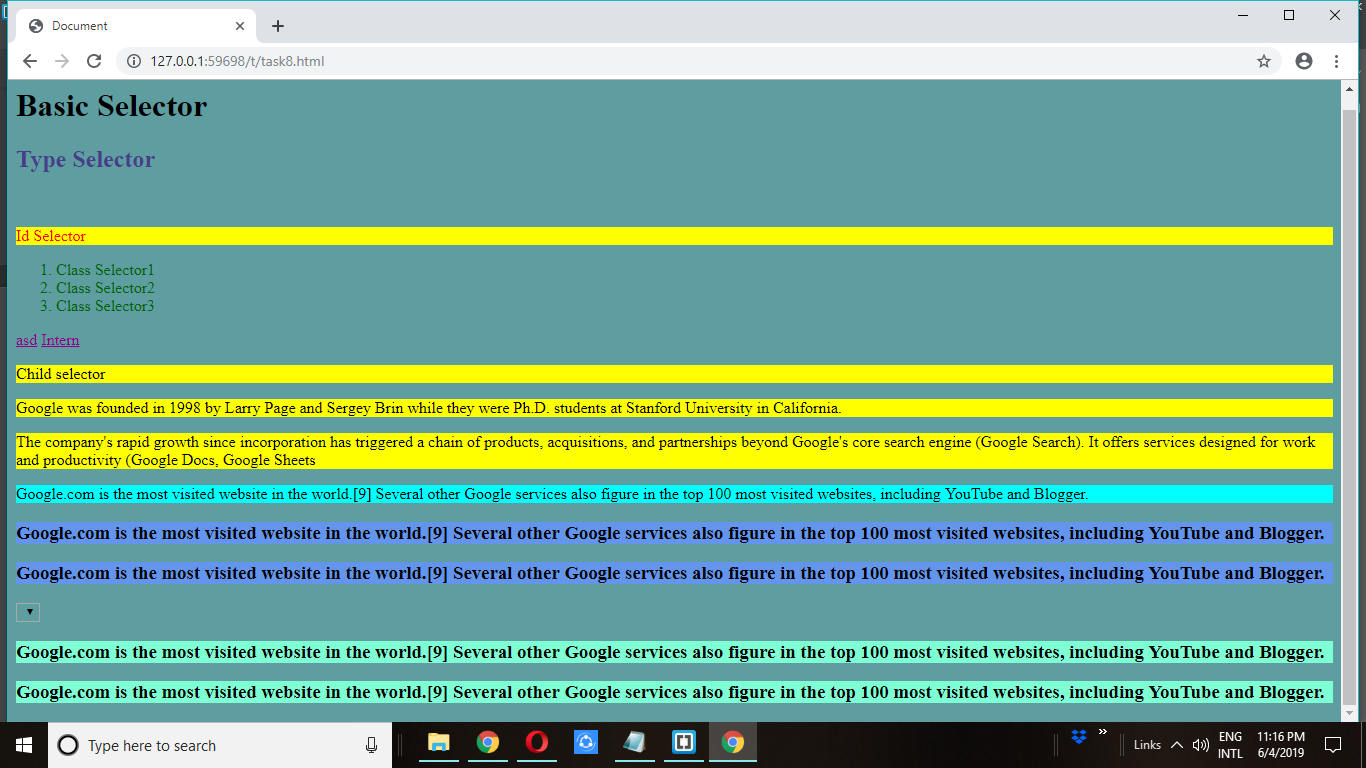 Document
127.0.0.1:59698/t/task8.html
Basic Selector
Type Selector
Id Selector
1. Class Selector1
2. Class Selector2
3. Class Selector3
asd Intern
Child selector
Google was founded in 1998 by Larry Page and Sergey Brin while they were Ph.D. students at Stanford University in California.
The company's rapid growth since incorporation has triggered a chain of products, acquisitions, and partnerships beyond Google's core search engine (Google Search). It offers services designed for work
and productivity (Google Docs, Google Sheets
Google.com is the most visited website in the world.[9] Several other Google services also figure in the top 100 most visited websites, including YouTube and Blogger.
Google.com is the most visited website in the world.[9] Several other Google services also figure in the top 100 most visited websites, including YouTube and Blogger.
Google.com is the most visited website in the world.[9] Several other Google services also figure in the top 100 most visited websites, including YouTube and Blogger.
Google.com is the most visited website in the world.[9] Several other Google services also figure in the top 100 most visited websites, including YouTube and Blogger.
Google.com is the most visited website in the world.[9] Several other Google services also figure in the top 100 most visited websites, including YouTube and Blogger.
Type here to search
Links
ENG
INTL
11:16 PM
6/4/2019